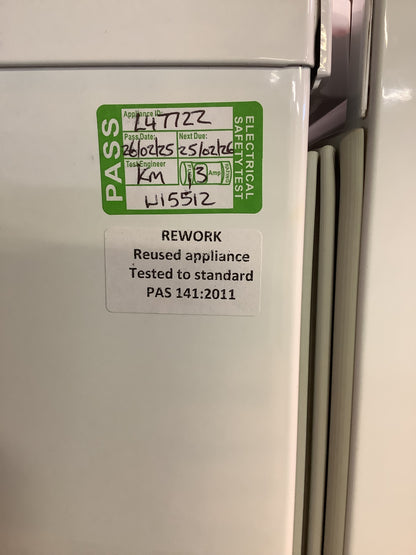 PASS
ELECTRICAL
SAFETY TEST
Appliance ID:
L47722
Pass Date: Next Due:
26/02/25 25/02/26
Test Engineer
KM 13 Amp
W15512
REWORK
Reused appliance
Tested to standard
PAS 141:2011